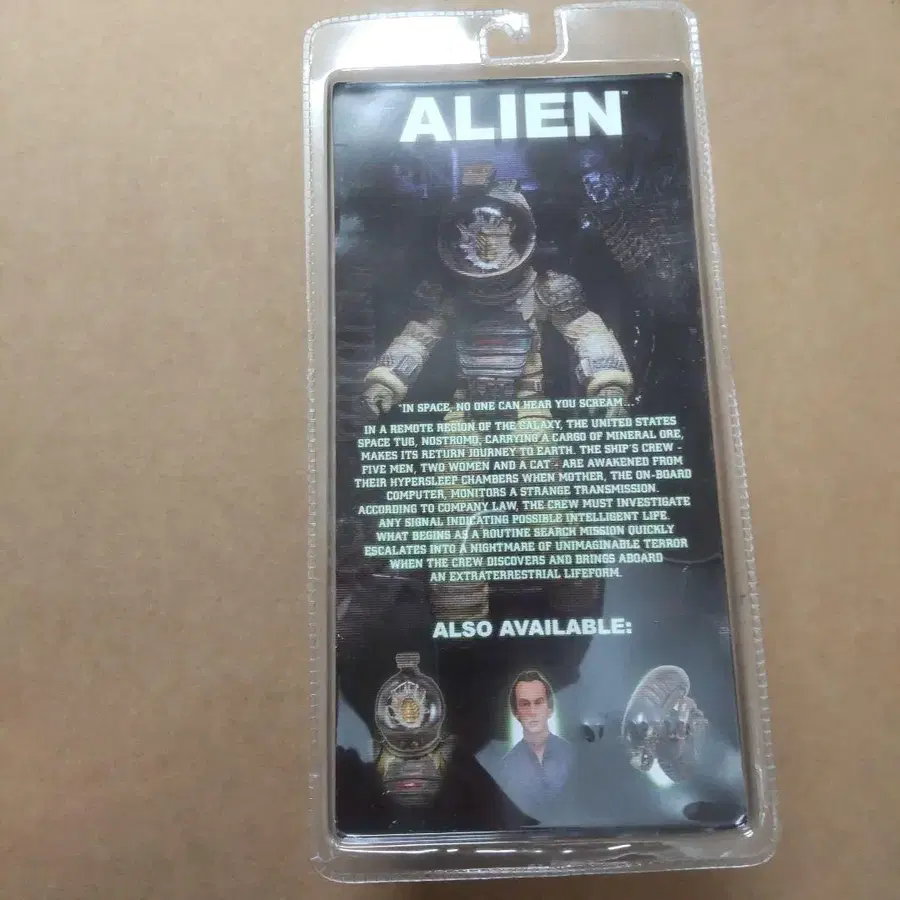 ALIEN™
"IN SPACE, NO ONE CAN HEAR YOU SCREAM...
IN A REMOTE REGION OF THE GALAXY, THE UNITED STATES
SPACE TUG, NOSTROMO, CARRYING A CARGO OF MINERAL ORE,
MAKES ITS RETURN JOURNEY TO EARTH. THE SHIP'S CREW -
FIVE MEN, TWO WOMEN AND A CAT - ARE AWAKENED FROM
THEIR HYPERSLEEP CHAMBERS WHEN MOTHER, THE ON-BOARD
COMPUTER, MONITORS A STRANGE TRANSMISSION.
ACCORDING TO COMPANY LAW, THE CREW MUST INVESTIGATE
ANY SIGNAL INDICATING POSSIBLE INTELLIGENT LIFE.
WHAT BEGINS AS A ROUTINE SEARCH MISSION QUICKLY
ESCALATES INTO A NIGHTMARE OF UNIMAGINABLE TERROR
WHEN THE CREW DISCOVERS AND BRINGS ABOARD
AN EXTRATERRESTRIAL LIFEFORM.
ALSO AVAILABLE: